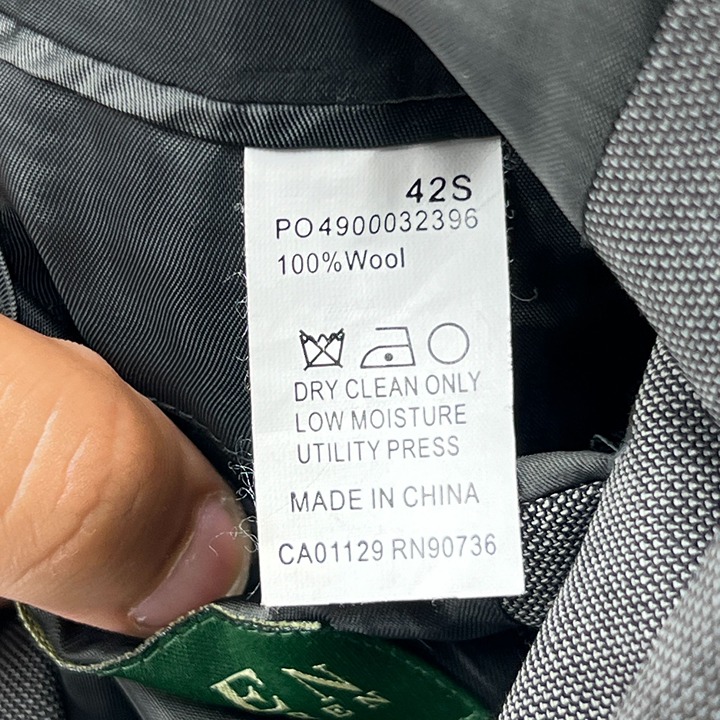 42S
PO4900032396
100%Wool
DRY CLEAN ONLY
LOW MOISTURE
UTILITY PRESS
MADE IN CHINA
CA01129 RN90736